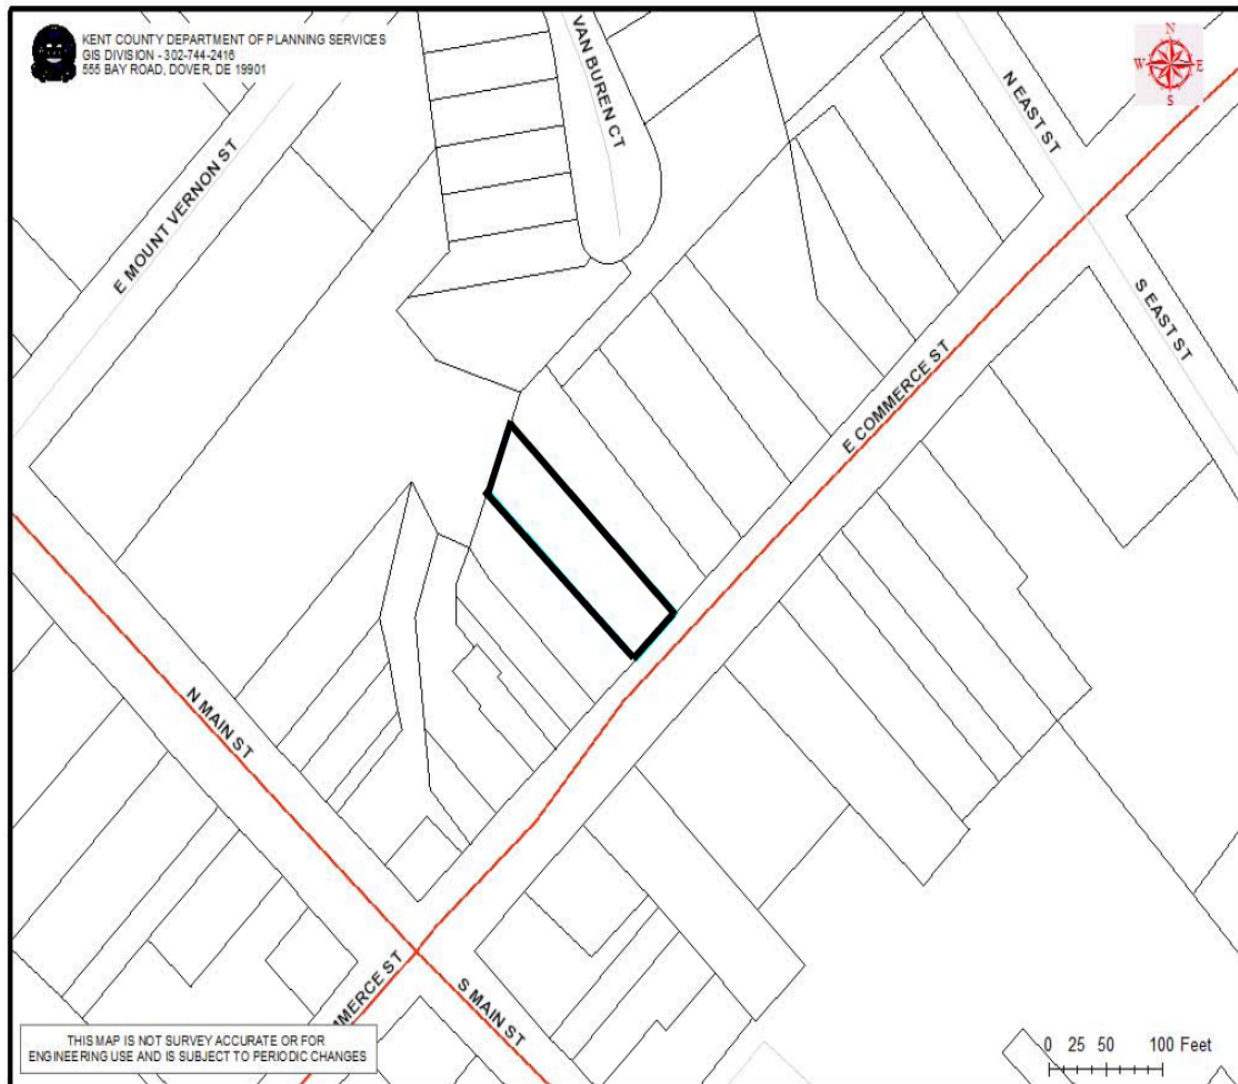 KENT COUNTY DEPARTMENT OF PLANNING SERVICES
GIS DIVISION - 302-744-2416
555 BAY ROAD, DOVER, DE 19901
VAN BUREN CT
N
W E
S
N EAST ST
E MOUNT VERNON ST
S EAST ST
E COMMERCE ST
N MAIN ST
MMERCE ST
S MAIN ST
THIS MAP IS NOT SURVEY ACCURATE OR FOR
ENGINEERING USE AND IS SUBJECT TO PERIODIC CHANGES
0 25 50 100 Feet